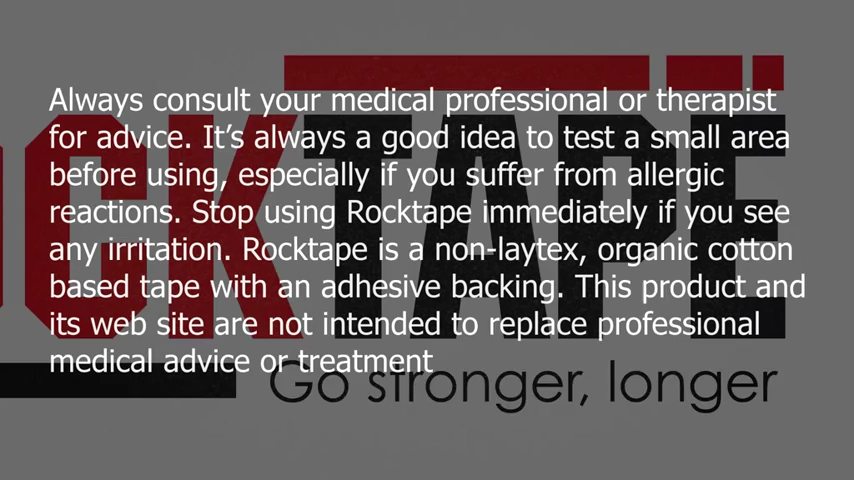 Always consult your medical professional or therapist
for advice. It’s always a good idea to test a small area
before using, especially if you suffer from allergic
reactions. Stop using Rocktape immediately if you see
any irritation. Rocktape is a non-laytex, organic cotton
based tape with an adhesive backing. This product and
its web site are not intended to replace professional
medical advice or treatment
OCKTAPE
Go stronger, longer